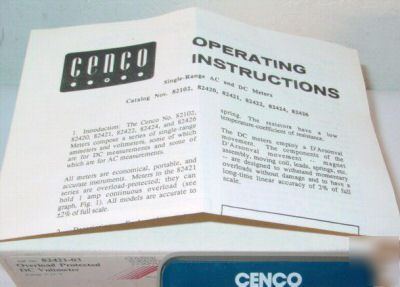 cenco
OPERATING
INSTRUCTIONS
Single-Range AC and DC Meters
Catalog Nos. 82102, 82420, 82421, 82422, 82424, 82426
1. Introduction: The Cenco No. 82102,
82420, 82421, 82422, 82424 and 82426
Meters compose a series of single-range
ammeters and voltmeters, some of which
are for DC measurements and some of
which are for AC measurements.
All meters are economical, portable, and
accurate instruments. Meters in the 82421
series are overload-protected; they can
hold 1 amp continuous overload (see
graph, Fig. 1). All models are accurate to
±2% of full scale.
spring. The resistors have a low
temperature-coefficient of resistance.
The DC meters employ a D'Arsonval
movement. The components of the
D'Arsonval movement - magnet
assembly, moving coil, leads, springs, etc.
- are designed to withstand momentary
overloads without damage and to have a
long-time linear accuracy of 2% of full
scale.
82421-03
Overload Protected
DC Voltmeter
CENCO